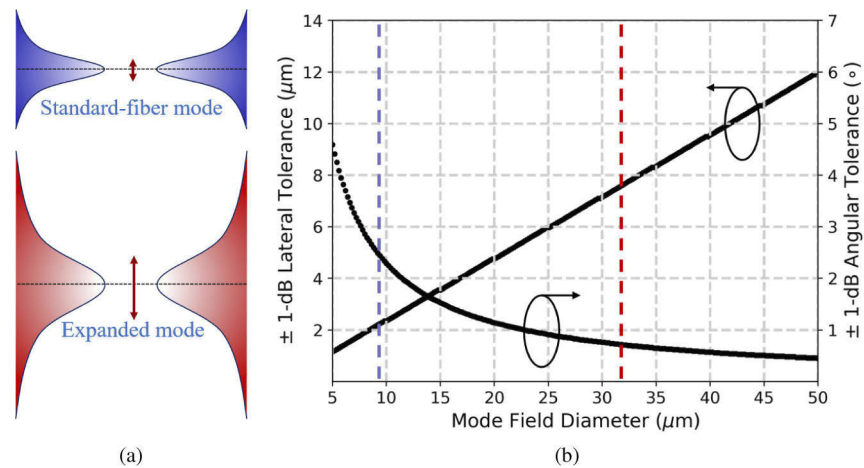 Standard-fiber mode
Expanded mode
(a)
± 1-dB Lateral Tolerance (μm)
14
12
10
8
6
4
2
5 10 15 20 25 30 35 40 45 50
Mode Field Diameter (μm)
7
6
5
4
3
2
1
± 1-dB Angular Tolerance (∘)
(b)